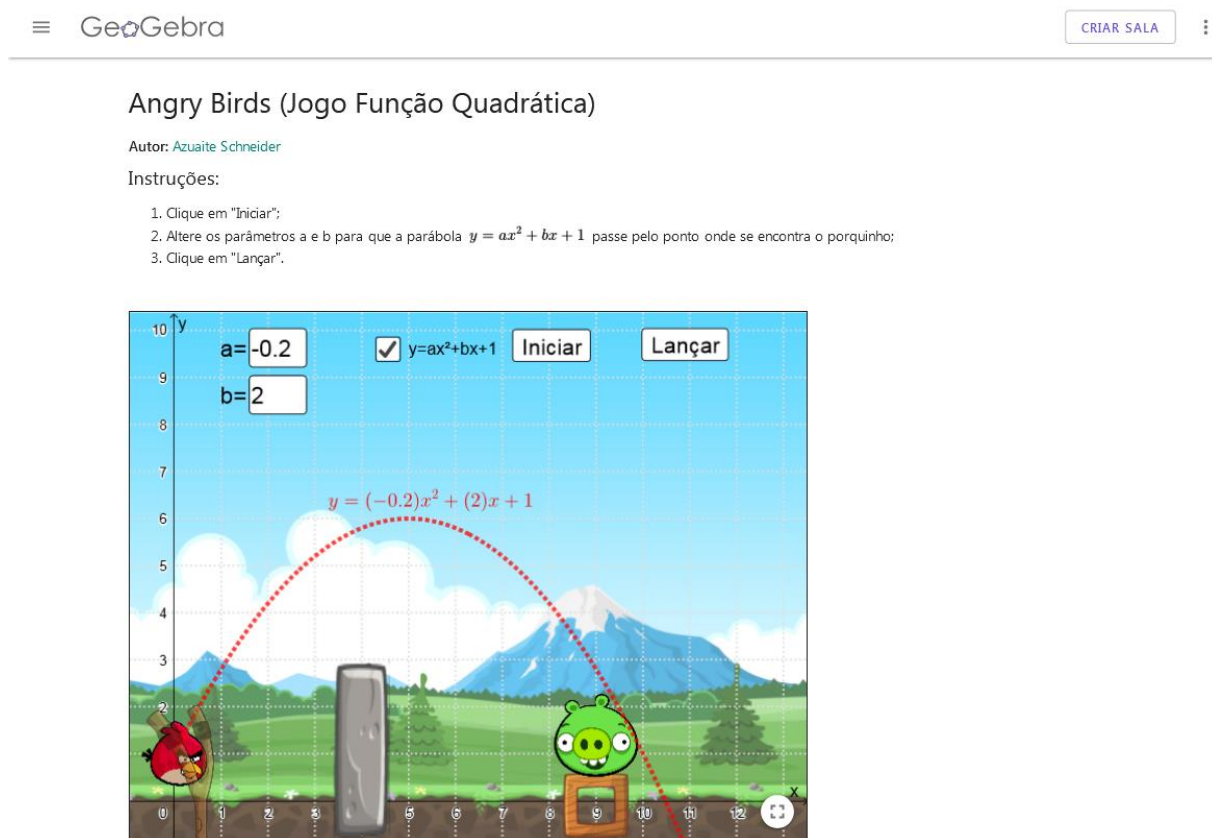 GeoGebra
CRIAR SALA
Angry Birds (Jogo Função Quadrática)
Autor: Azuaite Schneider
Instruções:
1. Clique em "Iniciar";
2. Altere os parâmetros a e b para que a parábola y = ax² + bx + 1 passe pelo ponto onde se encontra o porquinho;
3. Clique em "Lançar".
10 y
a= -0.2
y=ax²+bx+1
Iniciar
Lançar
9
b= 2
8
7
y = (−0.2)x² + (2)x + 1
6
5
4
3
2
x
0 1 2 3 5 6 7 8 9 10 11 12